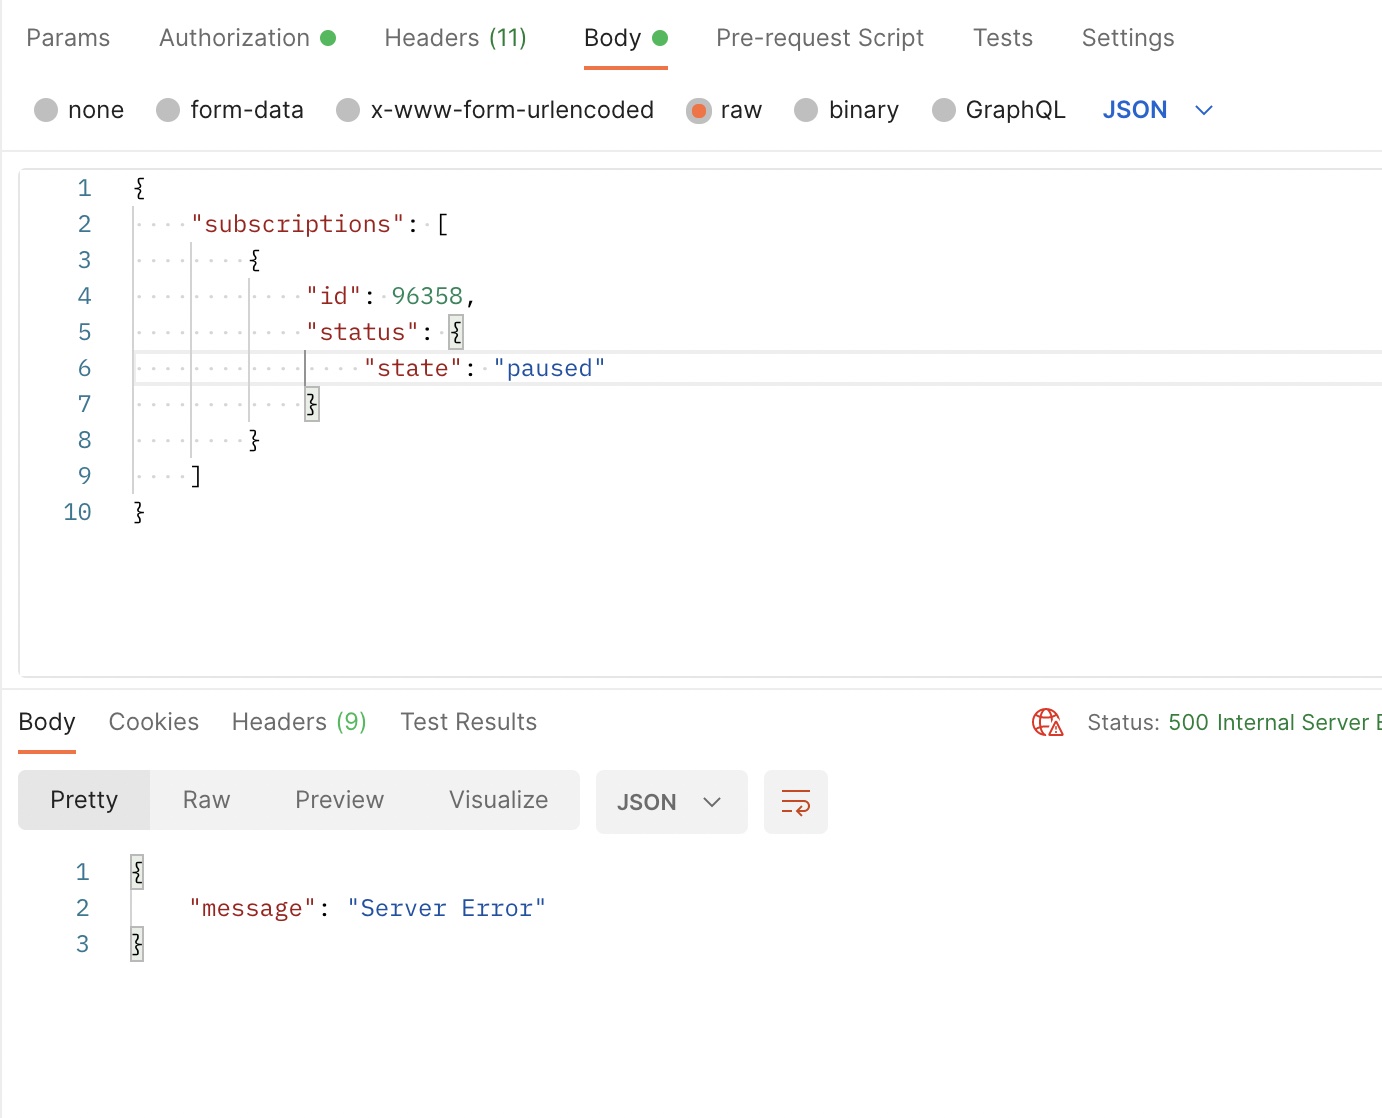 Params Authorization Headers (11) Body Pre-request Script Tests Settings
none form-data x-www-form-urlencoded raw binary GraphQL JSON
1 {
2 "subscriptions": [
3 {
4 "id": 96358,
5 "status": {
6 "state": "paused"
7 }
8 }
9 ]
10 }
Body Cookies Headers (9) Test Results Status: 500 Internal Server E
Pretty Raw Preview Visualize JSON
1 {
2 "message": "Server Error"
3 }